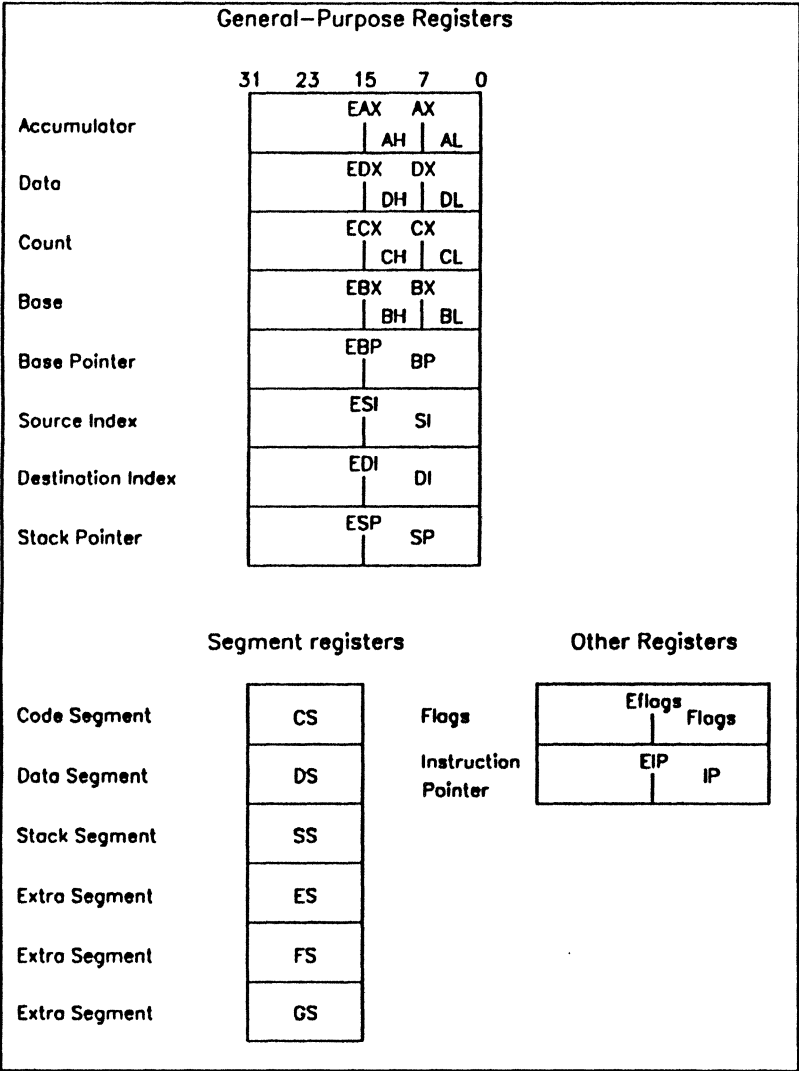 General-Purpose Registers
31 23 15 7 0
Accumulator EAX AX
AH AL
Data EDX DX
DH DL
Count ECX CX
CH CL
Base EBX BX
BH BL
Base Pointer EBP BP
Source Index ESI SI
Destination Index EDI DI
Stack Pointer ESP SP
Segment registers
Code Segment CS
Data Segment DS
Stack Segment SS
Extra Segment ES
Extra Segment FS
Extra Segment GS
Other Registers
Flags Eflags Flags
Instruction
Pointer EIP IP